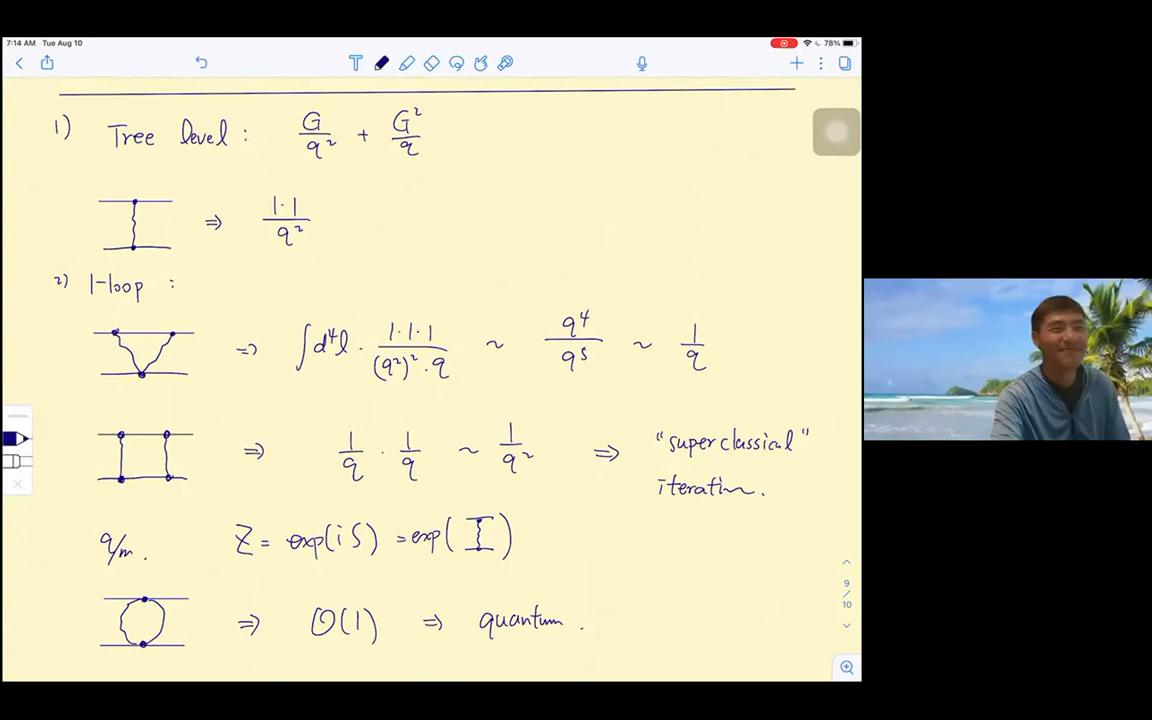 7:14 AM Tue Aug 10
78%
1) Tree level : G/q² + G²/q
⇒ 1·1/q²
2) 1-loop :
⇒ ∫d⁴l · 1·1·1/((q²)²·q) ~ q⁴/q⁵ ~ 1/q
⇒ 1/q · 1/q ~ 1/q² ⇒ "superclassical"
iteration.
q/m. Z = exp(iS) = exp( )
⇒ O(1) ⇒ quantum.
9
/
10